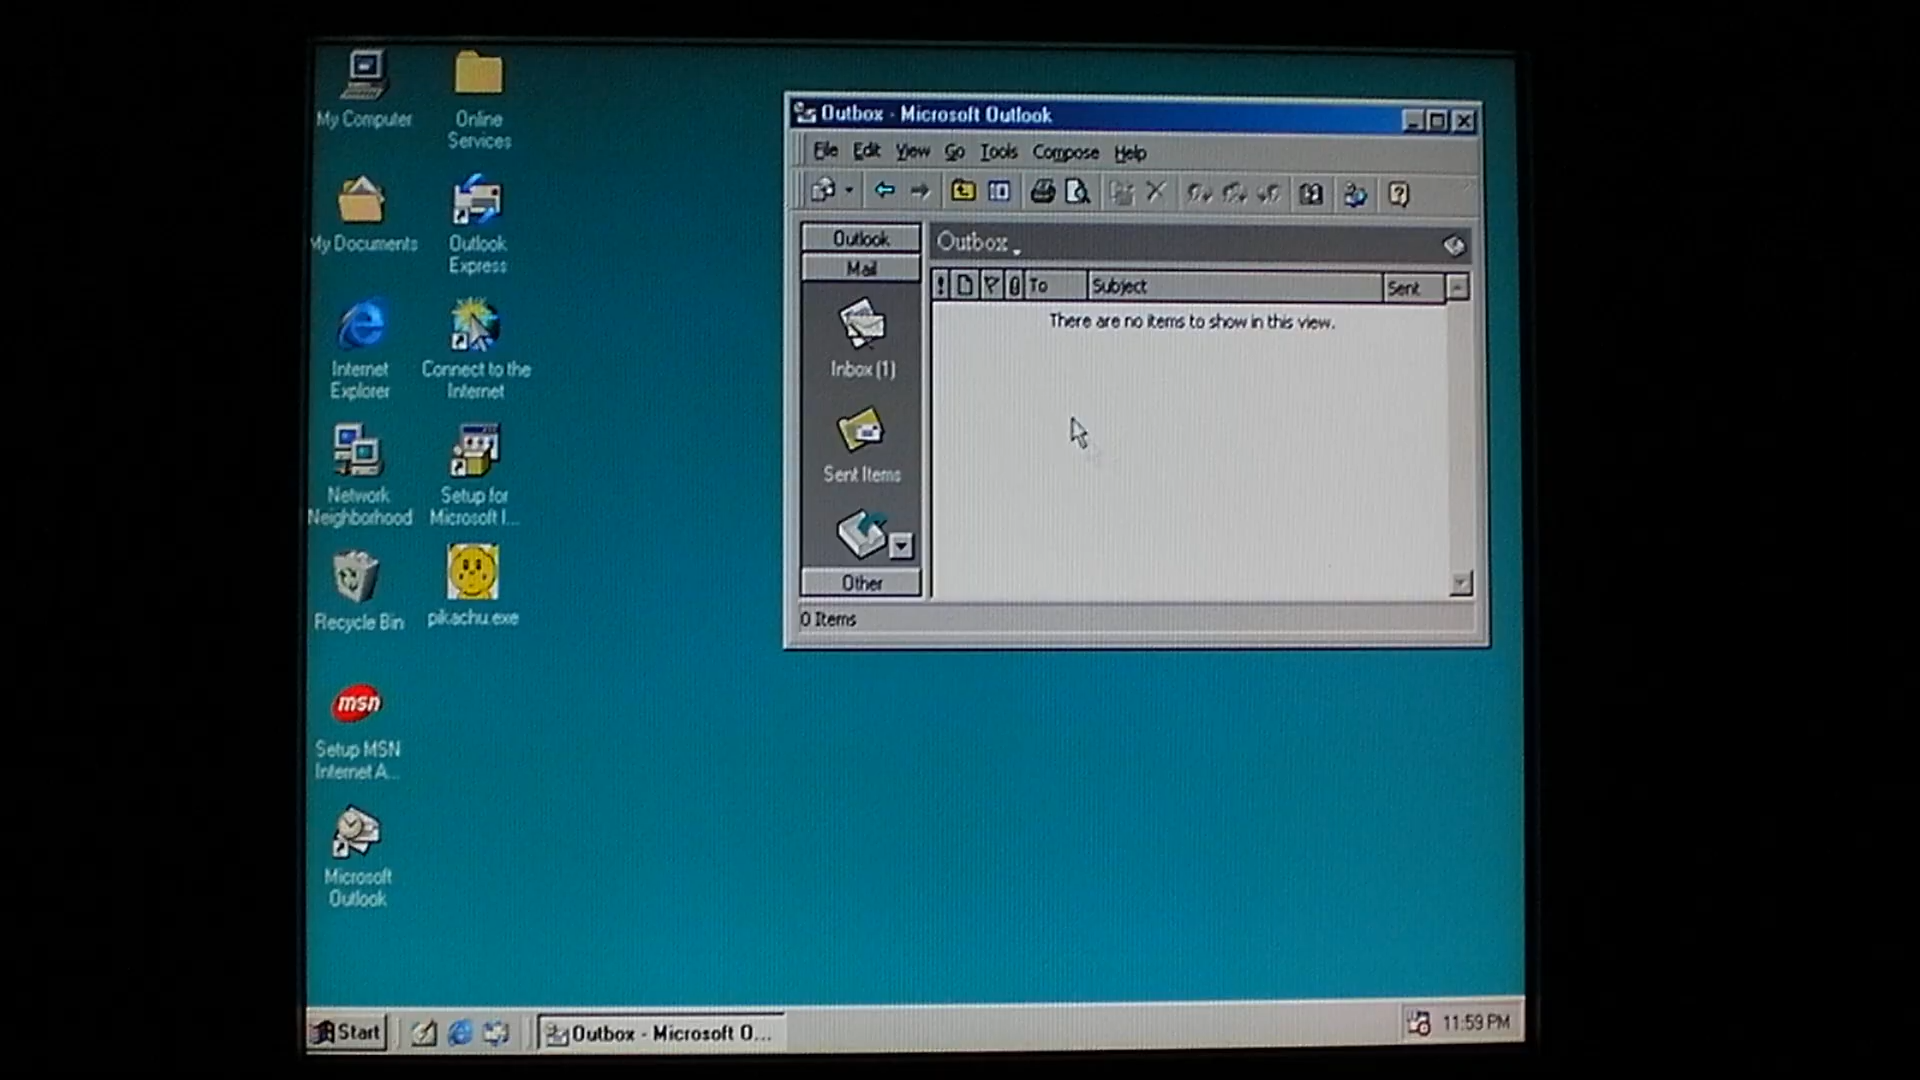 My Computer
Online
Services
My Documents
Outlook
Express
Internet
Explorer
Connect to the
Internet
Network
Neighborhood
Setup for
Microsoft I...
Recycle Bin
pikachu.exe
msn
Setup MSN
Internet A...
Microsoft
Outlook
Outbox - Microsoft Outlook
File Edit View Go Tools Compose Help
Outlook
Mail
Inbox (1)
Sent Items
Other
Outbox
! To Subject Sent
There are no items to show in this view.
0 Items
Start
Outbox - Microsoft O...
11:59 PM